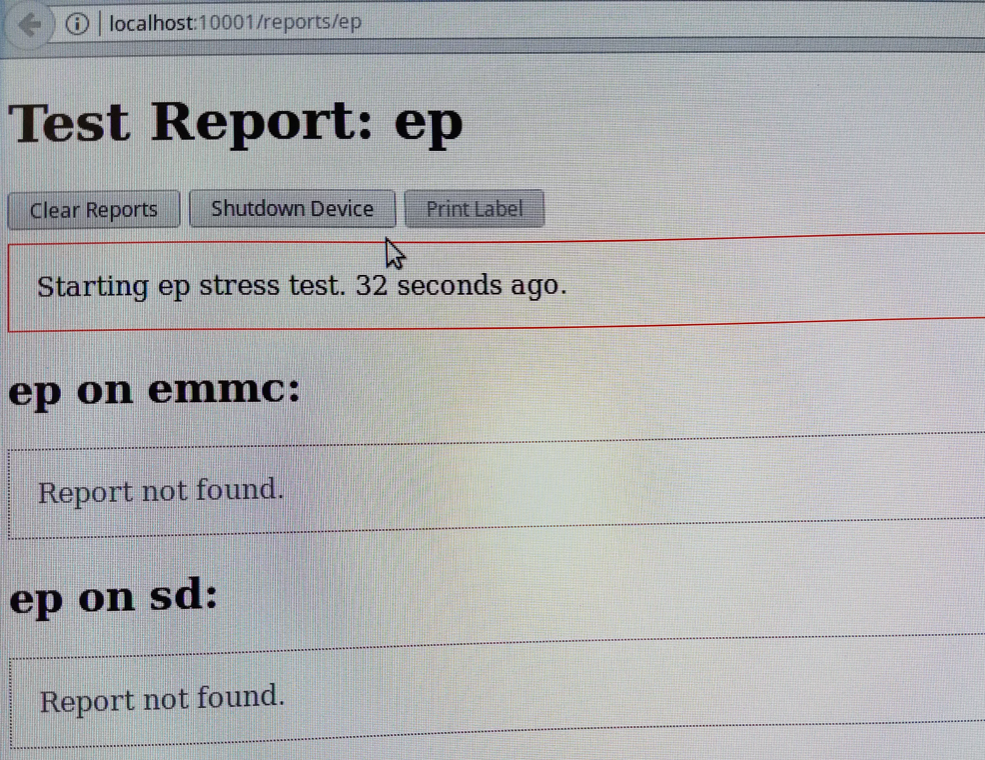 localhost:10001/reports/ep
Test Report: ep
Clear Reports Shutdown Device Print Label
Starting ep stress test. 32 seconds ago.
ep on emmc:
Report not found.
ep on sd:
Report not found.